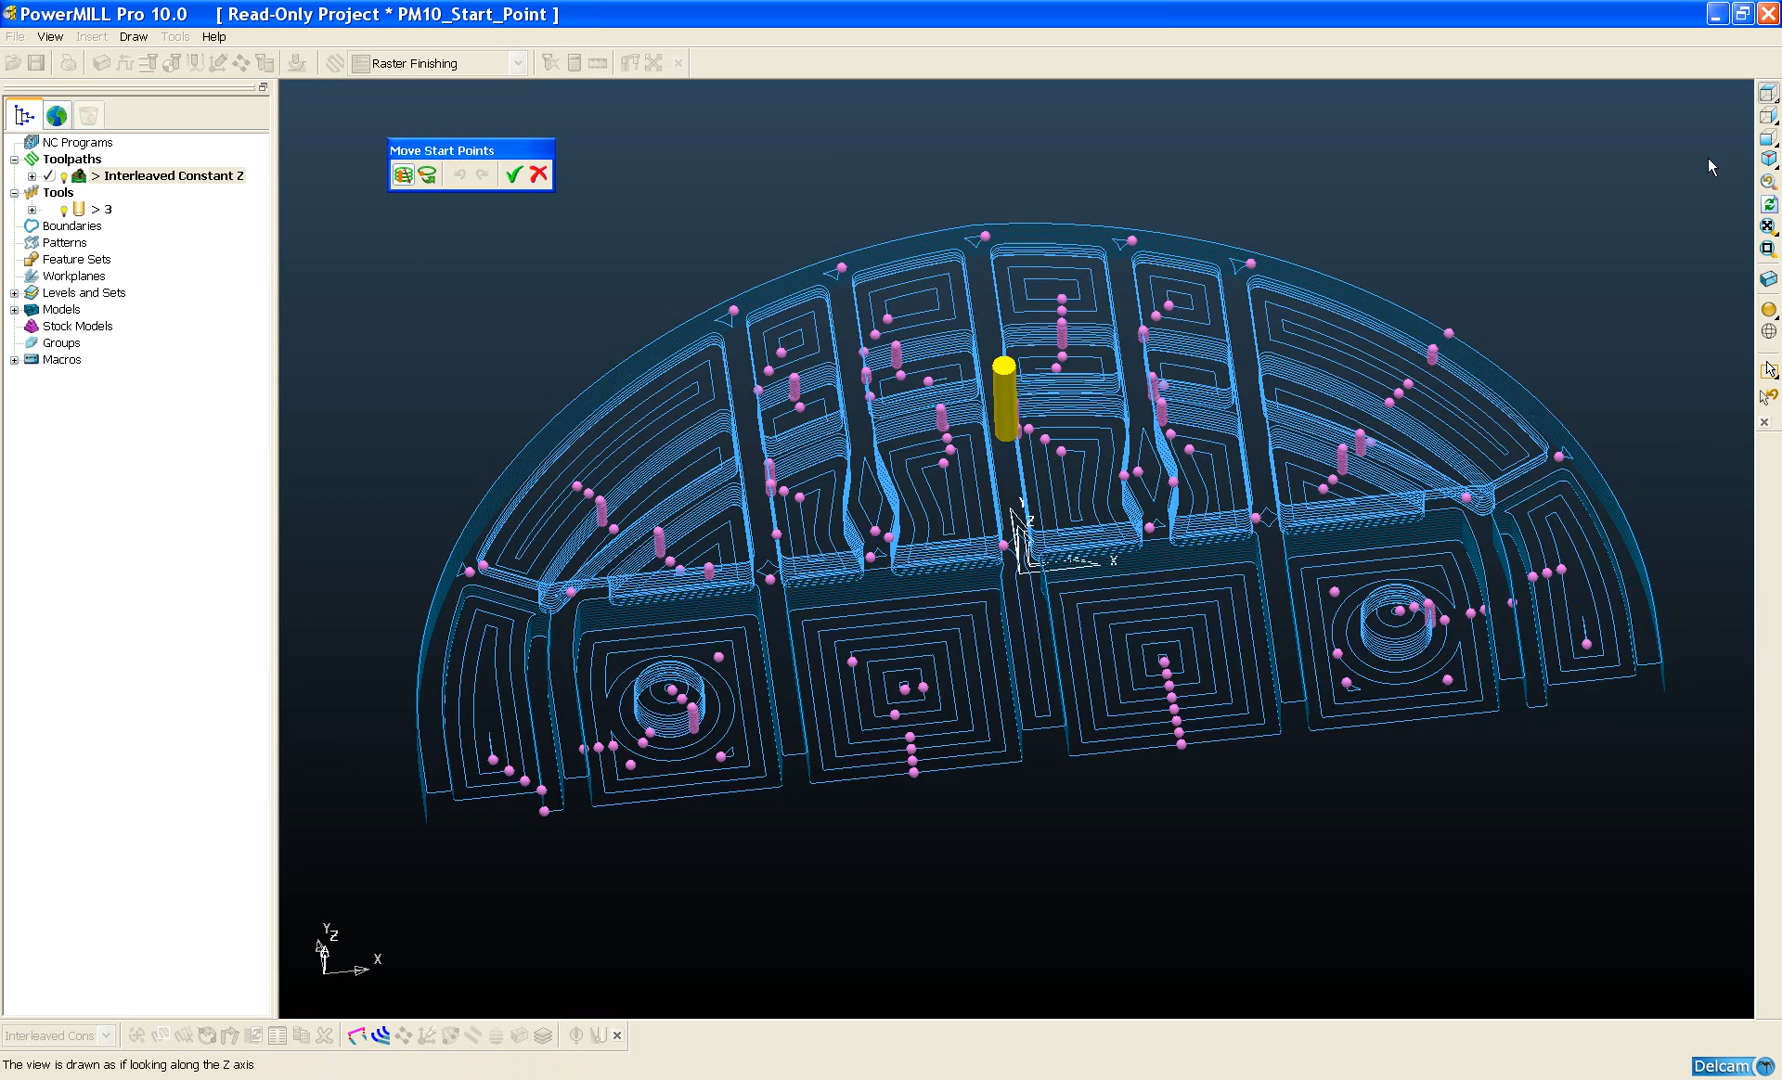 PowerMILL Pro 10.0 [ Read-Only Project * PM10_Start_Point ]
File View Insert Draw Tools Help
Raster Finishing
NC Programs
Toolpaths
> Interleaved Constant Z
Tools
> 3
Boundaries
Patterns
Feature Sets
Workplanes
Levels and Sets
Models
Stock Models
Groups
Macros
Move Start Points
Y
Z
X
Y
Z
X
Interleaved Cons
The view is drawn as if looking along the Z axis
Delcam